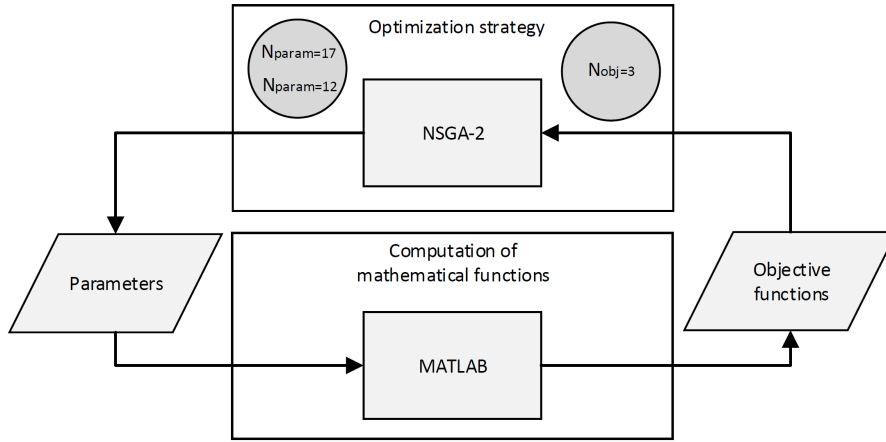 Optimization strategy
Nparam=17
Nparam=12
Nobj=3
NSGA-2
Parameters
Computation of
mathematical functions
MATLAB
Objective
functions